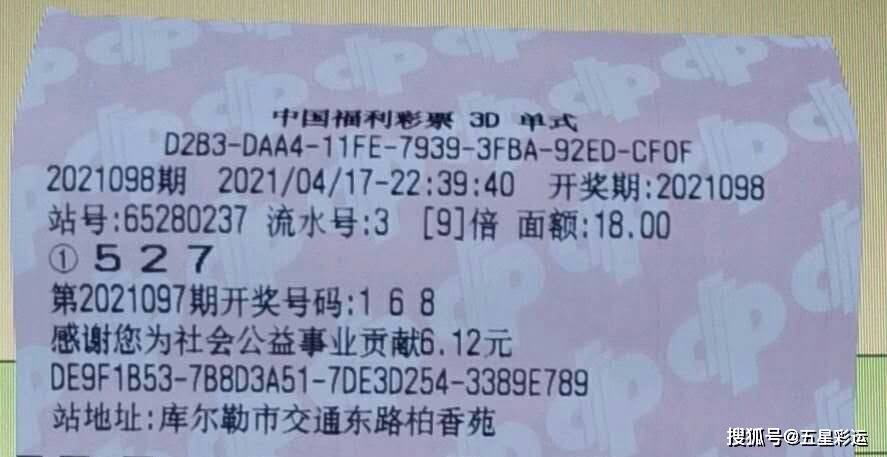 中国福利彩票 3D 单式
D2B3-DAA4-11FE-7939-3FBA-92ED-CF0F
2021098期 2021/04/17-22:39:40 开奖期:2021098
站号:65280237 流水号:3 [9]倍 面额:18.00
① 5 2 7
第2021097期开奖号码:1 6 8
感谢您为社会公益事业贡献6.12元
DE9F1B53-7B8D3A51-7DE3D254-3389E789
站地址:库尔勒市交通东路柏香苑
搜狐号@五星彩运